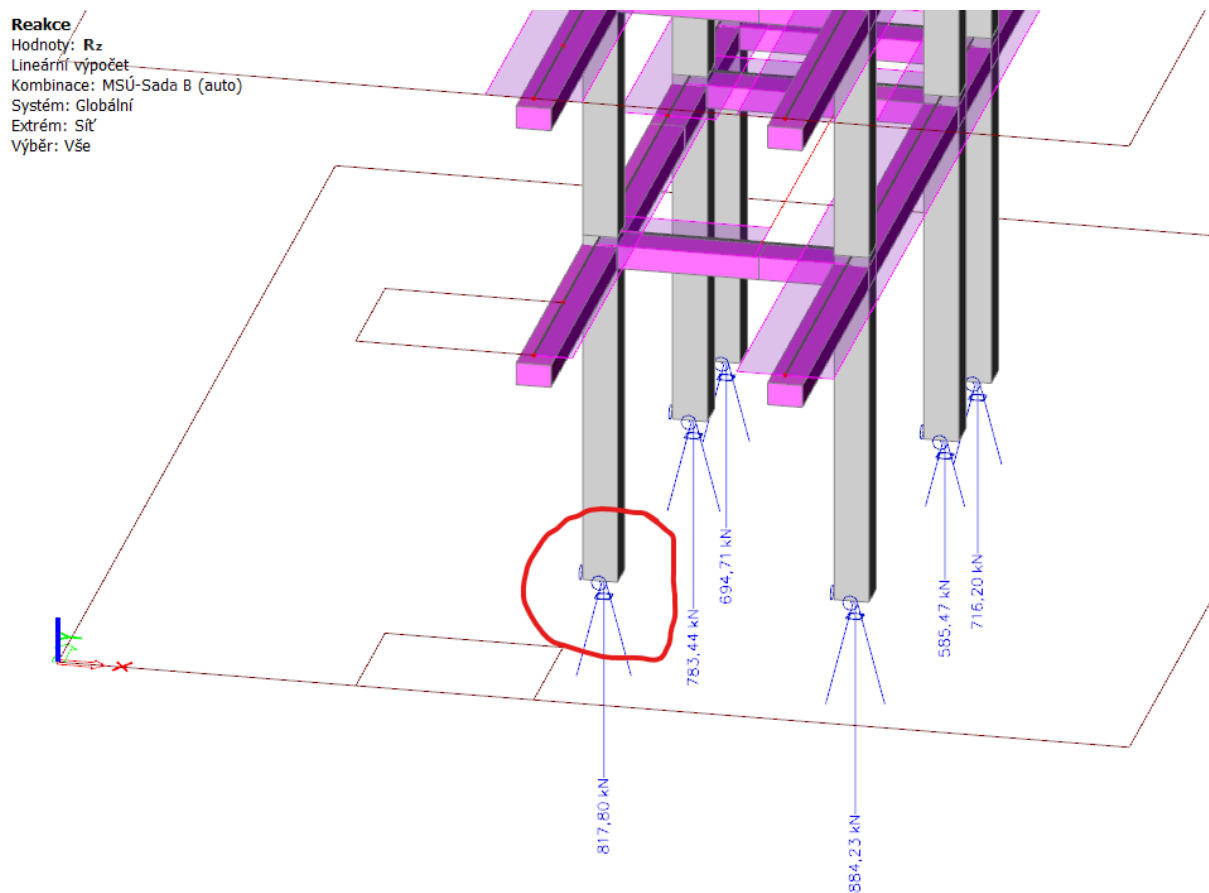 Reakce
Hodnoty: Rz
Lineární výpočet
Kombinace: MSÚ-Sada B (auto)
Systém: Globální
Extrém: Síť
Výběr: Vše
694,71 kN
716,20 kN
783,44 kN
585,47 kN
Y
X
817,80 kN
884,23 kN